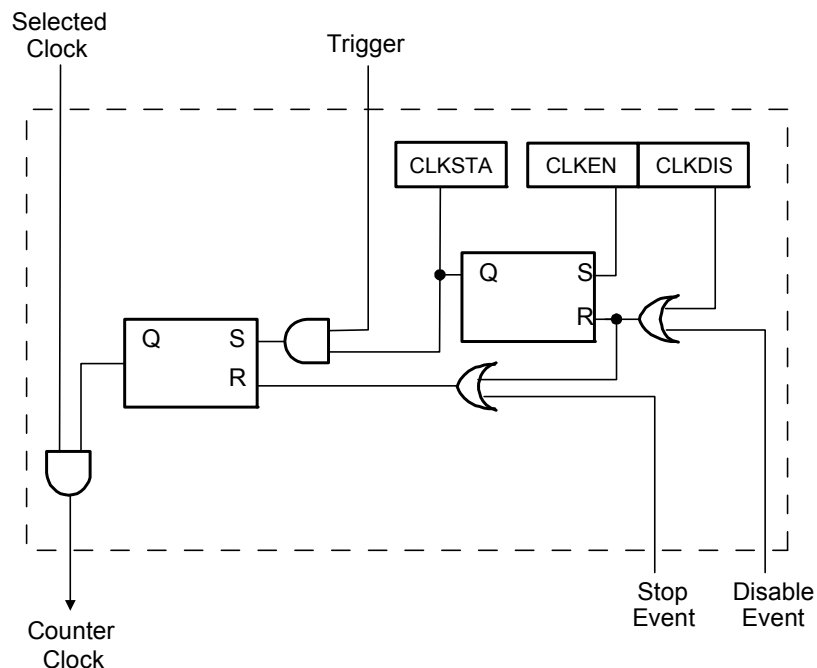 Selected
Clock
Trigger
CLKSTA
CLKEN
CLKDIS
Q
S
R
Q
S
R
Stop
Event
Disable
Event
Counter
Clock